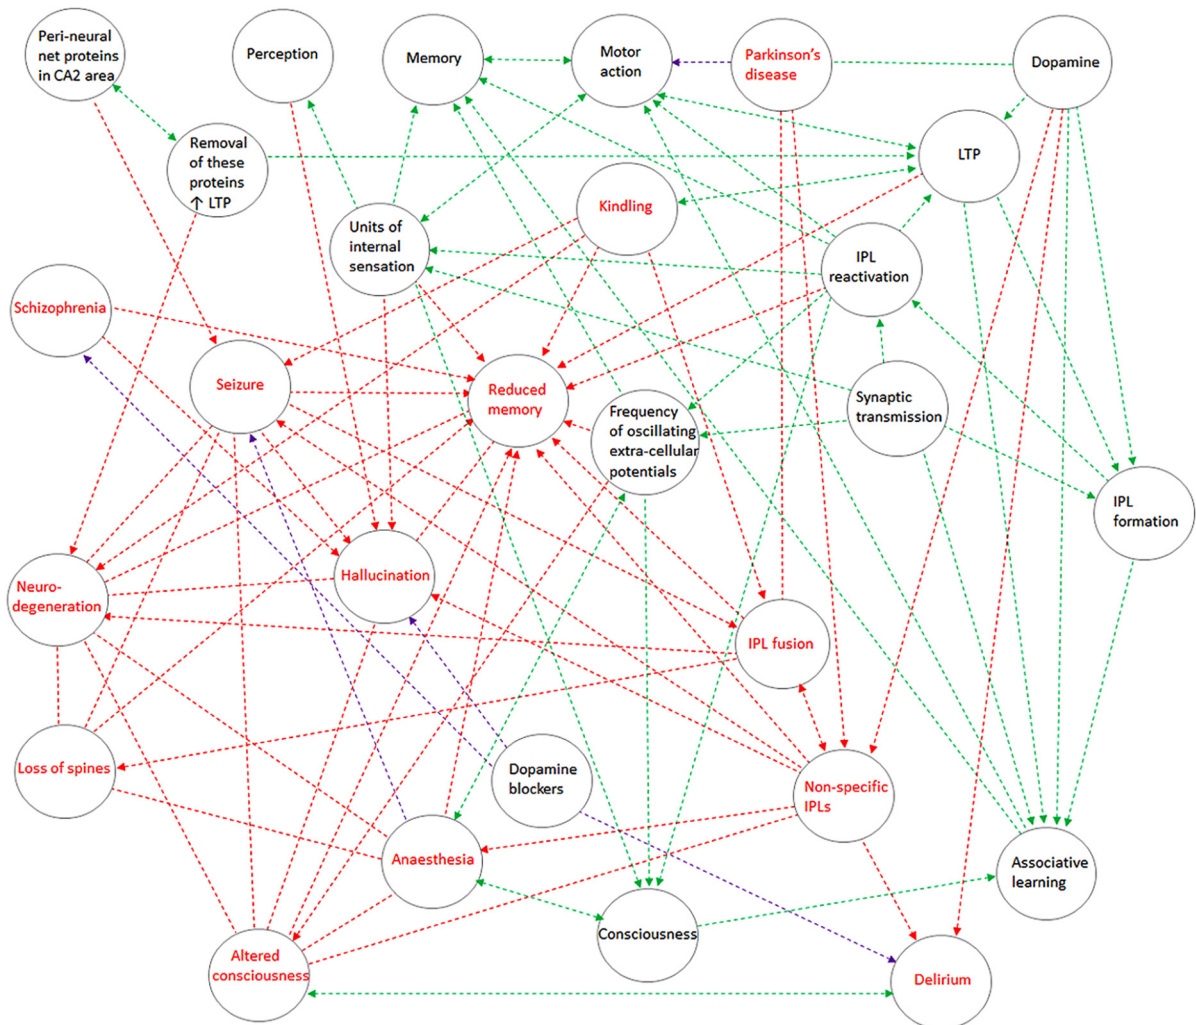 Peri-neural
net proteins
in CA2 area
Perception
Memory
Motor
action
Parkinson's
disease
Dopamine
Removal
of these
proteins
↑ LTP
LTP
Kindling
Units of
internal
sensation
IPL
reactivation
Schizophrenia
Seizure
Reduced
memory
Frequency
of oscillating
extra-cellular
potentials
Synaptic
transmission
IPL
formation
Neuro-
degeneration
Hallucination
IPL fusion
Loss of spines
Dopamine
blockers
Non-specific
IPLs
Anaesthesia
Associative
learning
Consciousness
Altered
consciousness
Delirium